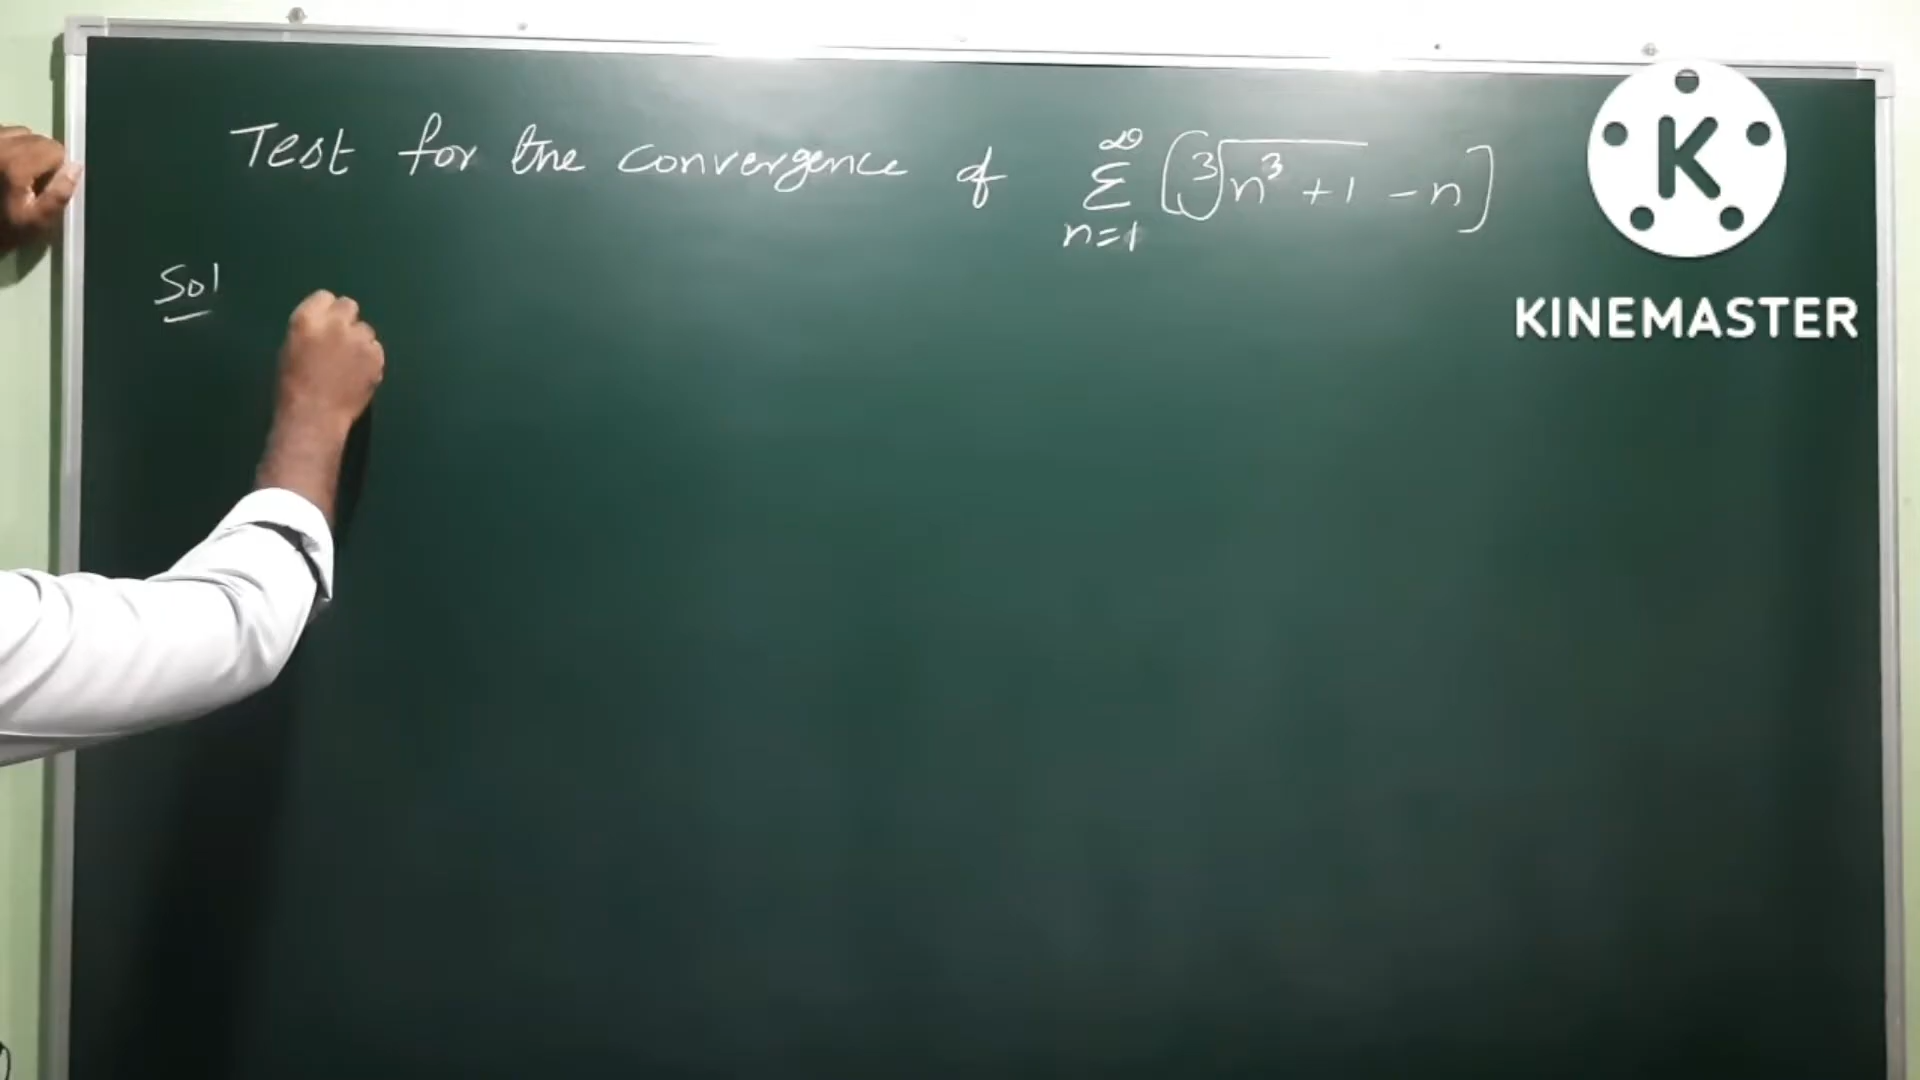 Test for the convergence of ∞∑n=1 [∛n³+1 - n]
Sol
K
KINEMASTER